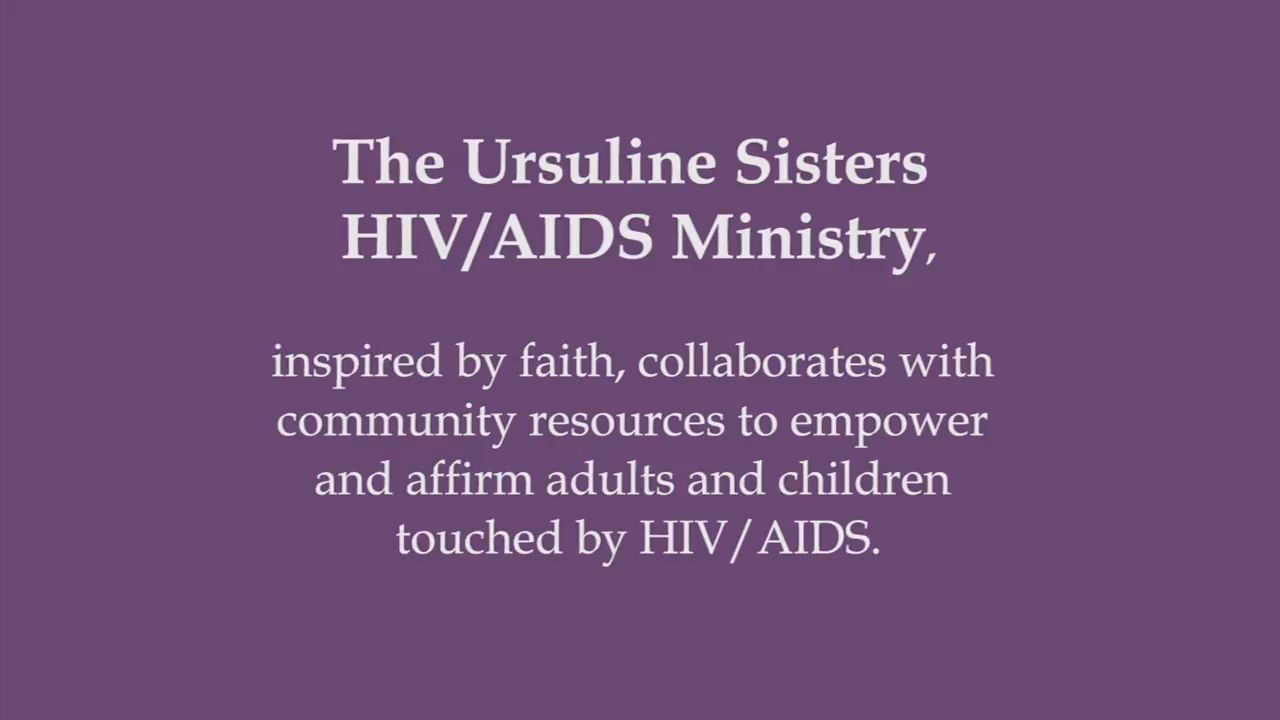 The Ursuline Sisters
HIV/AIDS Ministry,
inspired by faith, collaborates with
community resources to empower
and affirm adults and children
touched by HIV/AIDS.